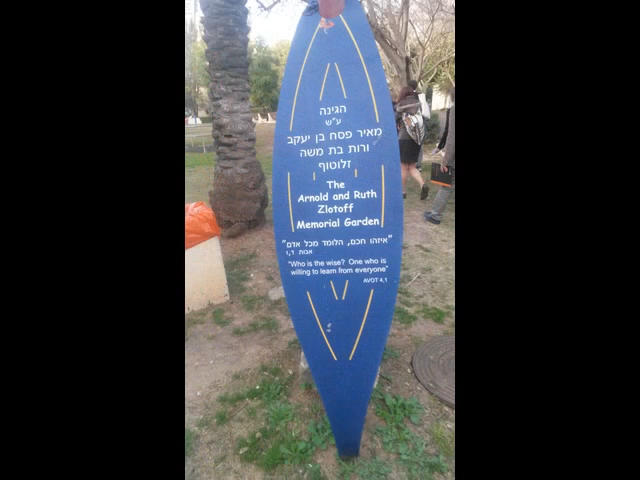 הגינה
ע"ש
מאיר פסח בן יעקב
ורות בת משה
זלוטוף
The
Arnold and Ruth
Zlotoff
Memorial Garden
"איזהו חכם, הלומד מכל אדם"
אבות ד,1
"Who is the wise? One who is
willing to learn from everyone"
AVOT 4,1